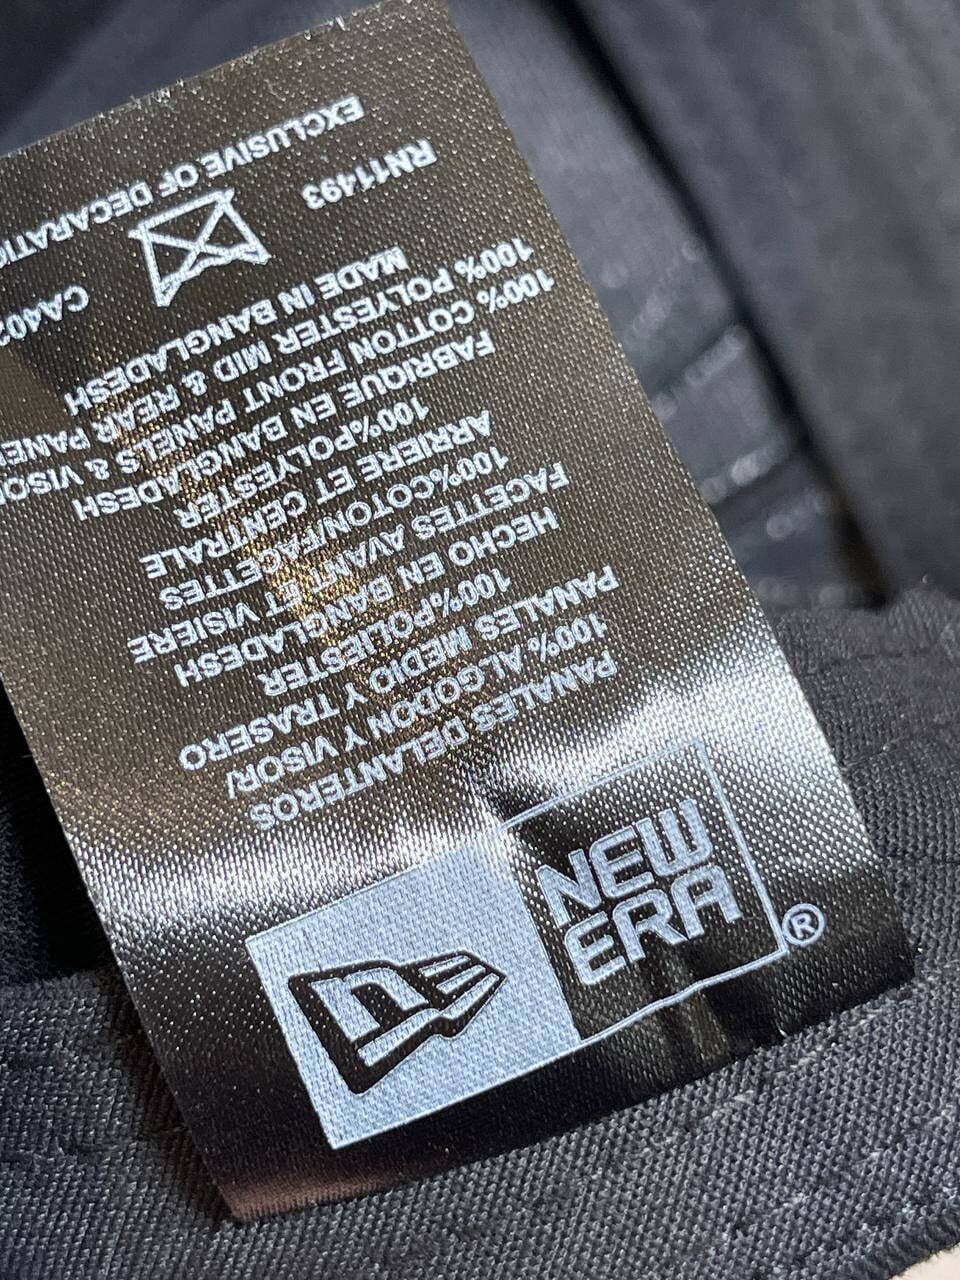 NEW
ERA
®
PANALES DELANTEROS
100% ALGODON Y VISOR/
PANALES MEDIO Y TRASERO
100%POLIESTER
HECHO EN BANGLADESH
FACETTES AVANT ET VISIERE
100%COTON/FACETTES
ARRIERE ET CENTRALE
100%POLYESTER
FABRIQUE EN BANGLADESH
100% COTTON FRONT PANELS &
100% POLYESTER MID & REAR
MADE IN BANGLADESH
RN11493
EXCLUSIVE OF